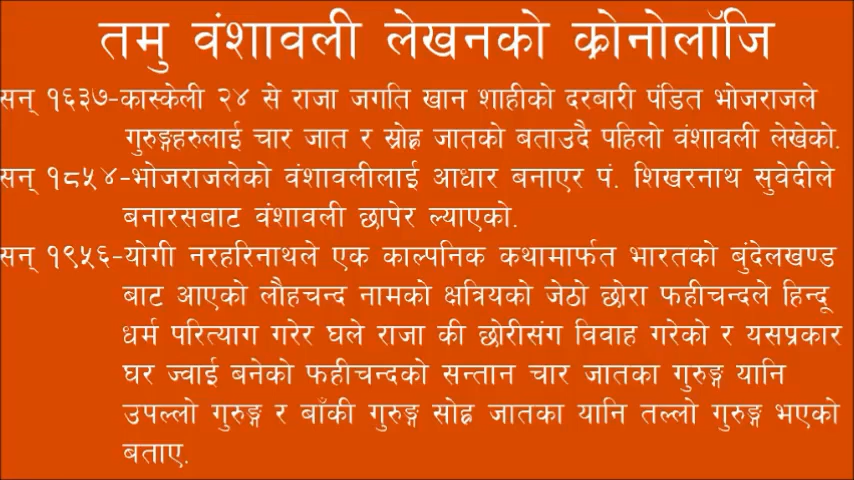 तमु वंशावली लेखनको क्रोनोलॉजि
सन् १६३७-कास्केली २४ से राजा जगति खान शाहीको दरबारी पंडित भोजराजले
गुरुङ्गहरुलाई चार जात र स्रोह्र जातको बताउदै पहिलो वंशावली लेखेको.
सन् १८५४-भोजराजलेको वंशावलीलाई आधार बनाएर पं. शिखरनाथ सुवेदीले
बनारसबाट वंशावली छापेर ल्याएको.
सन् १९५६-योगी नरहरिनाथले एक काल्पनिक कथामार्फत भारतको बुंदेलखण्ड
बाट आएको लौहचन्द नामको क्षत्रियको जेठो छोरा फहीचन्दले हिन्दू
धर्म परित्याग गरेर घले राजा की छोरीसंग विवाह गरेको र यसप्रकार
घर ज्वाई बनेको फहीचन्दको सन्तान चार जातका गुरुङ्ग यानि
उपल्लो गुरुङ्ग र बाँकी गुरुङ्ग सोह्र जातका यानि तल्लो गुरुङ्ग भएको
बताए.